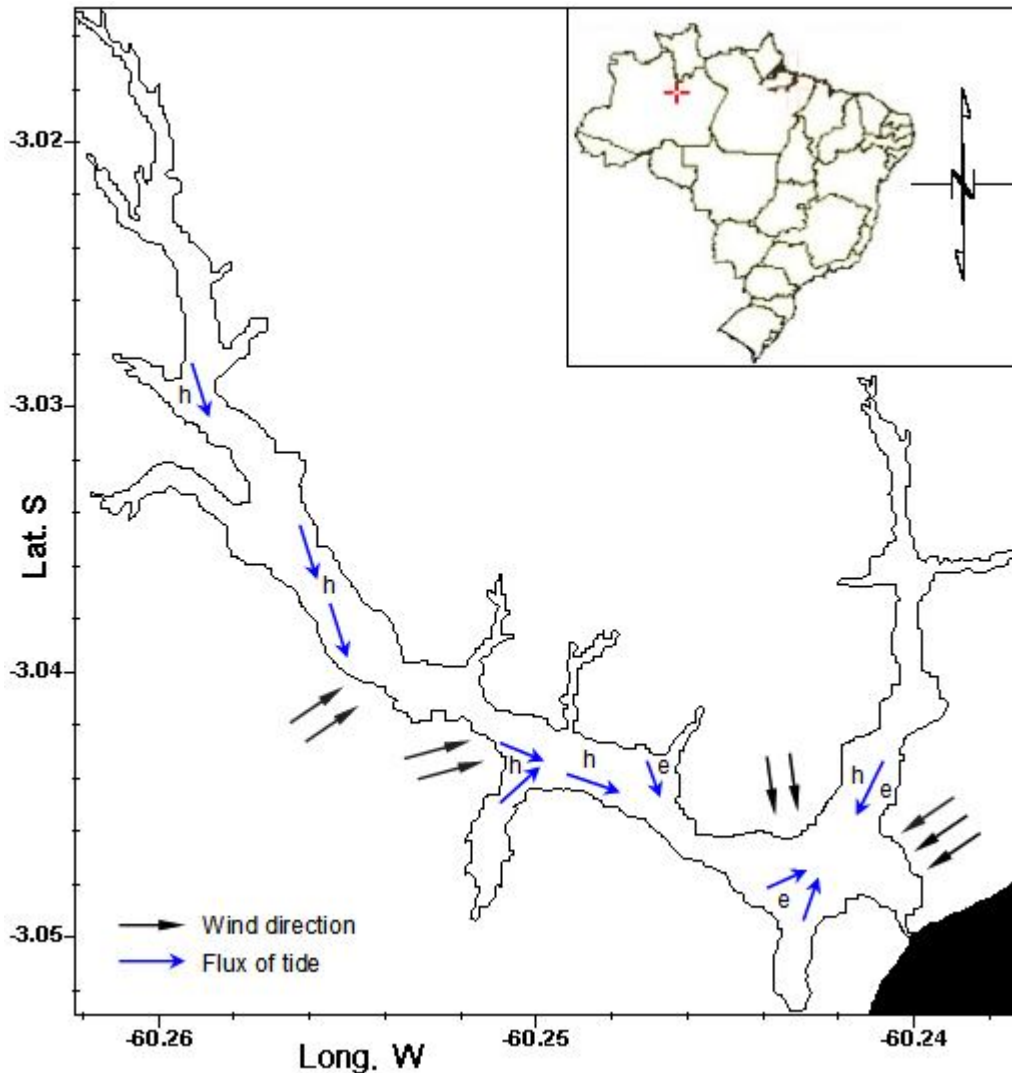 N
-3.02
-3.03
-3.04
-3.05
Lat. S
h
h
h
h
e
h
e
e
Wind direction
Flux of tide
-60.26
-60.25
-60.24
Long. W